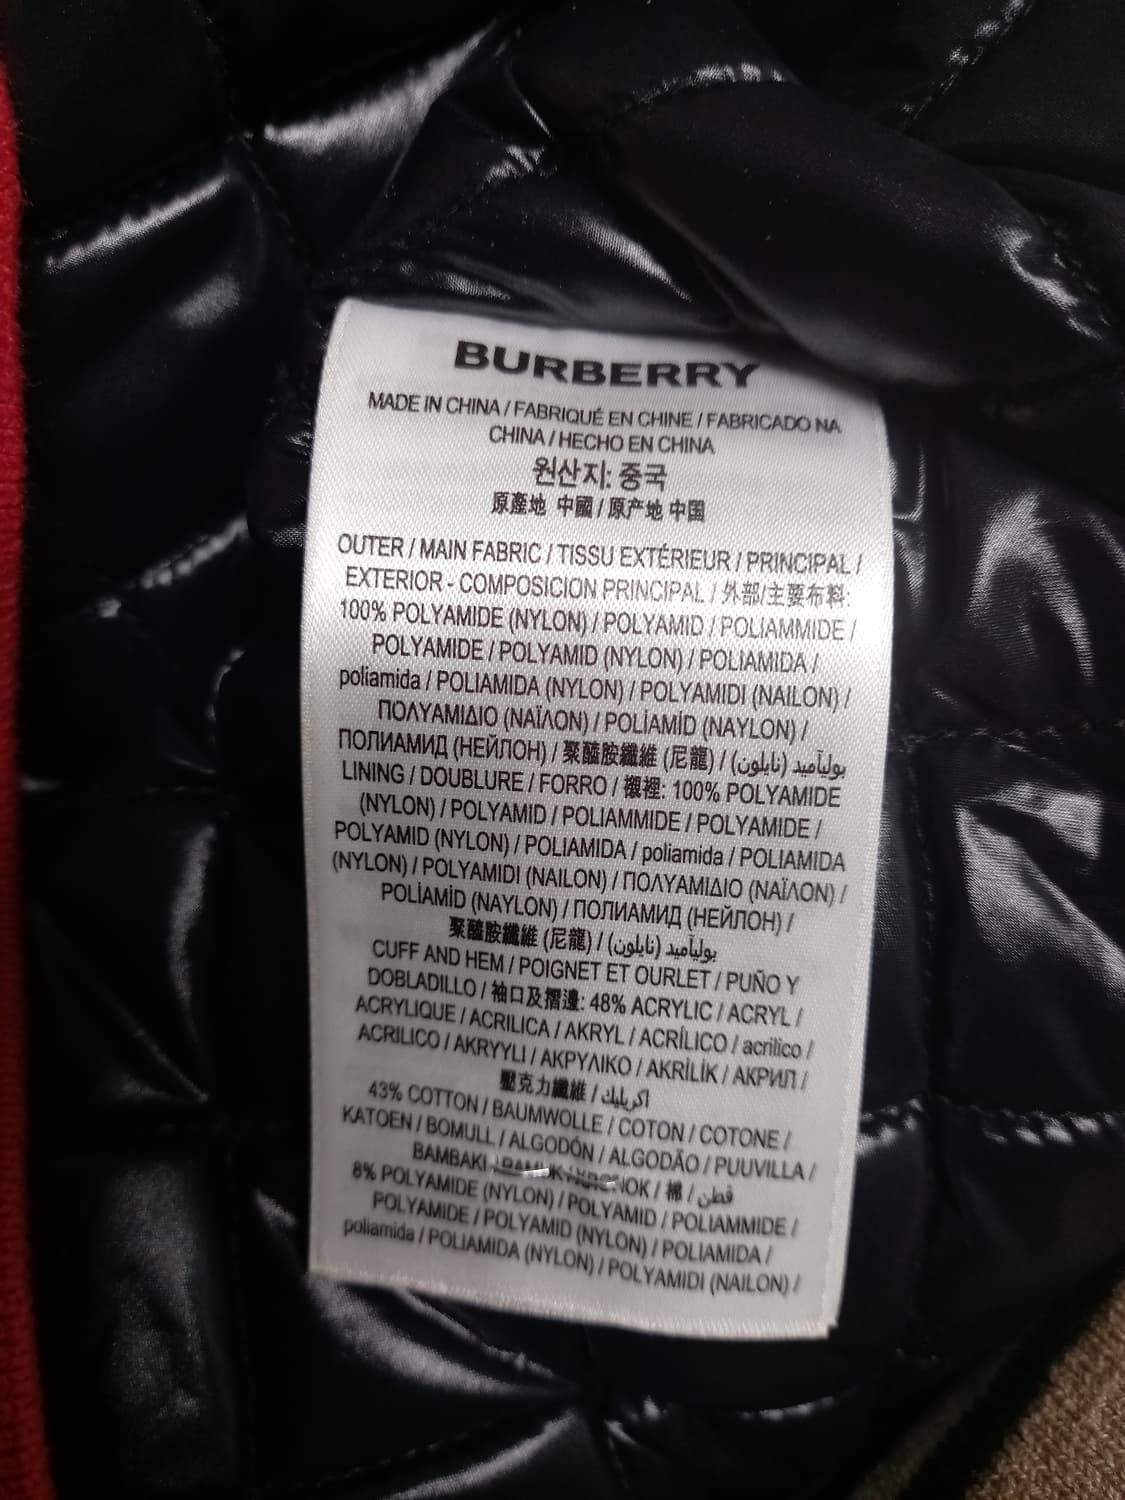 BURBERRY
MADE IN CHINA / FABRIQUÉ EN CHINE / FABRICADO NA
CHINA / HECHO EN CHINA
원산지: 중국
原產地 中國 / 原产地 中国
OUTER / MAIN FABRIC / TISSU EXTÉRIEUR / PRINCIPAL /
EXTERIOR - COMPOSICION PRINCIPAL / 外部/主要布料:
100% POLYAMIDE (NYLON) / POLYAMID / POLIAMMIDE /
POLYAMIDE / POLYAMID (NYLON) / POLIAMIDA /
poliamida / POLIAMIDA (NYLON) / POLYAMIDI (NAILON) /
ΠΟΛΥΑΜΙΔΙΟ (ΝΑΪΛΟΝ) / POLİAMİD (NAYLON) /
ПОЛИАМИД (НЕЙЛОН) / 聚醯胺纖維 (尼龍) / بولیآمید (نایلون) /
LINING / DOUBLURE / FORRO / 襯裡: 100% POLYAMIDE
(NYLON) / POLYAMID / POLIAMMIDE / POLYAMIDE /
POLYAMID (NYLON) / POLIAMIDA / poliamida / POLIAMIDA
(NYLON) / POLYAMIDI (NAILON) / ΠΟΛΥΑΜΙΔΙΟ (ΝΑΪΛΟΝ) /
POLİAMİD (NAYLON) / ПОЛИАМИД (НЕЙЛОН) /
聚醯胺纖維 (尼龍) / بولیآمید (نایلون)
CUFF AND HEM / POIGNET ET OURLET / PUÑO Y
DOBLADILLO / 袖口及摺邊: 48% ACRYLIC / ACRYL /
ACRYLIQUE / ACRILICA / AKRYL / ACRÍLICO / acrílico /
ACRILICO / AKRYYLI / ΑΚΡΥΛΙΚΟ / AKRİLİK / АКРИЛ /
壓克力纖維 / اكريليك
43% COTTON / BAUMWOLLE / COTON / COTONE /
KATOEN / BOMULL / ALGODÓN / ALGODÃO / PUUVILLA /
BAMBAKI / 棉 / قطن
8% POLYAMIDE (NYLON) / POLYAMID / POLIAMMIDE /
POLYAMIDE / POLYAMID (NYLON) / POLIAMIDA /
poliamida / POLIAMIDA (NYLON) / POLYAMIDI (NAILON) /